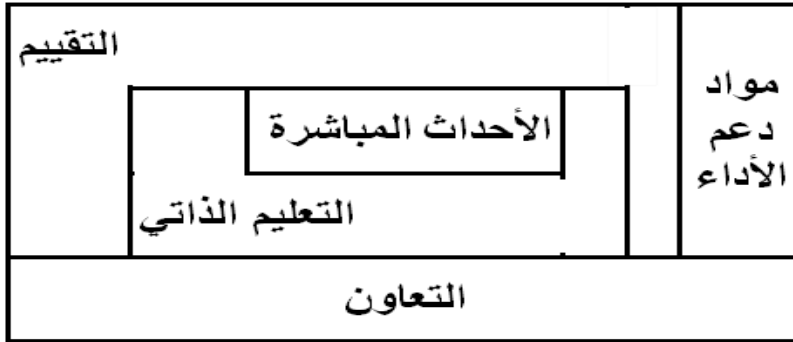 التقييم
مواد
دعم
الأداء
الأحداث المباشرة
التعليم الذاتي
التعاون